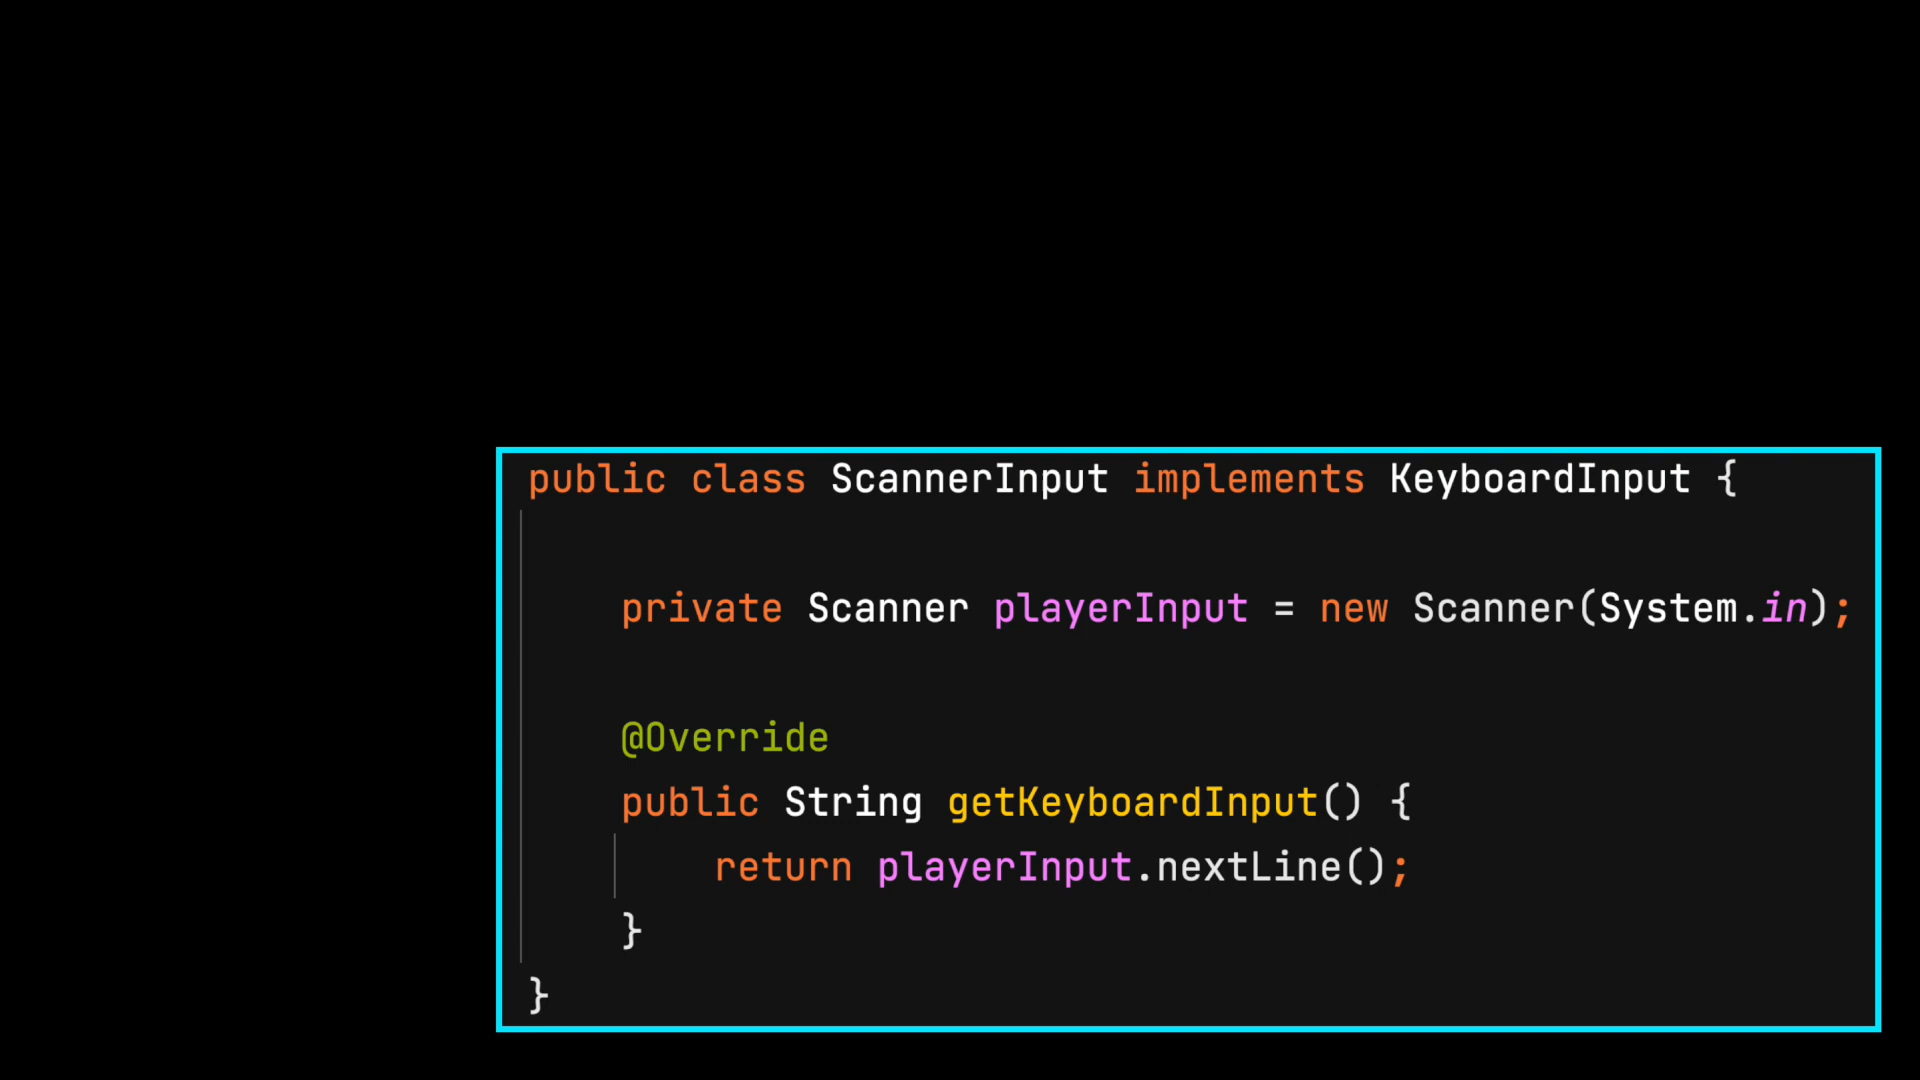 public class ScannerInput implements KeyboardInput {
private Scanner playerInput = new Scanner(System.in);
@Override
public String getKeyboardInput() {
return playerInput.nextLine();
}
}